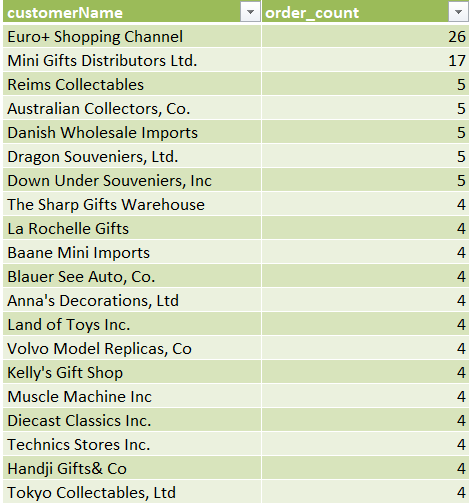 customerName order_count
Euro+ Shopping Channel 26
Mini Gifts Distributors Ltd. 17
Reims Collectables 5
Australian Collectors, Co. 5
Danish Wholesale Imports 5
Dragon Souveniers, Ltd. 5
Down Under Souveniers, Inc 5
The Sharp Gifts Warehouse 4
La Rochelle Gifts 4
Baane Mini Imports 4
Blauer See Auto, Co. 4
Anna's Decorations, Ltd 4
Land of Toys Inc. 4
Volvo Model Replicas, Co 4
Kelly's Gift Shop 4
Muscle Machine Inc 4
Diecast Classics Inc. 4
Technics Stores Inc. 4
Handji Gifts& Co 4
Tokyo Collectables, Ltd 4